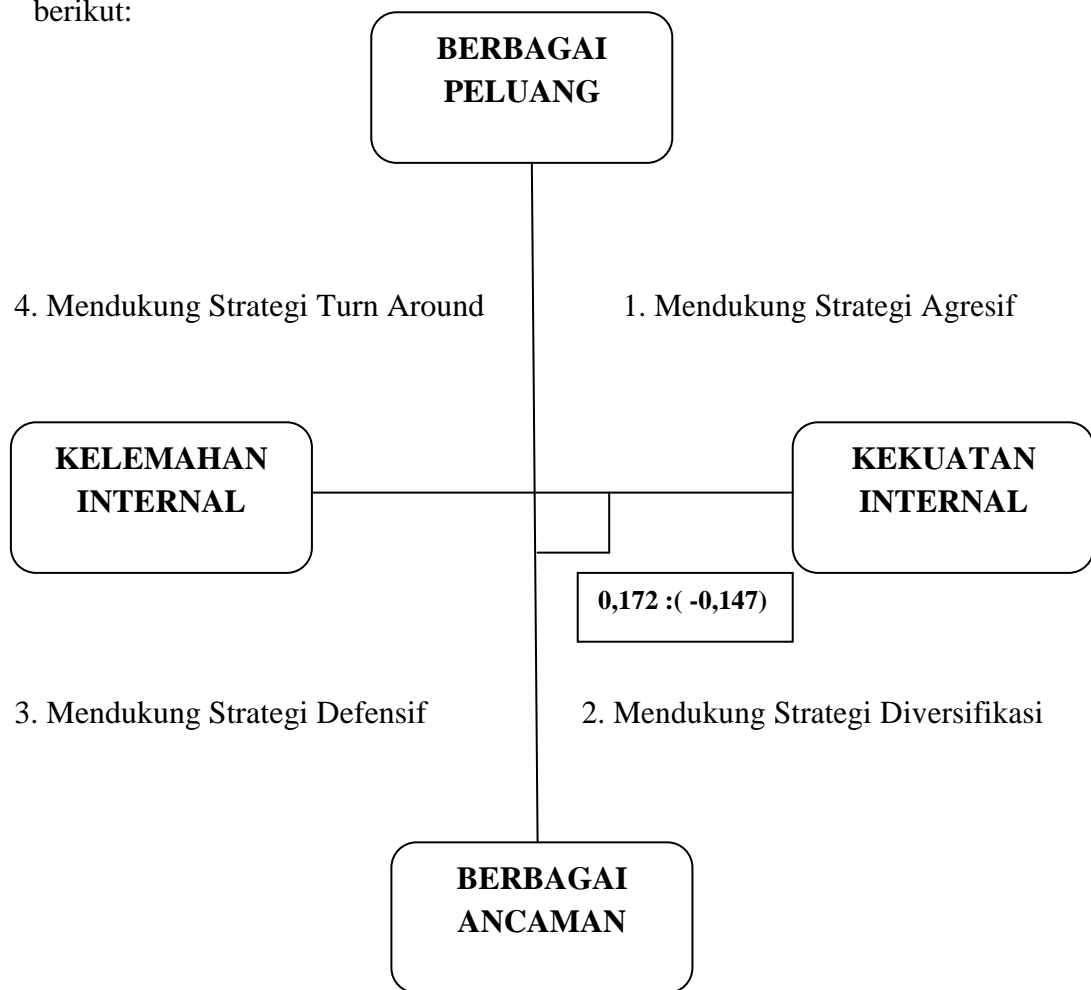 berikut:
BERBAGAI
PELUANG
4. Mendukung Strategi Turn Around
1. Mendukung Strategi Agresif
KELEMAHAN
INTERNAL
KEKUATAN
INTERNAL
0,172 :( -0,147)
3. Mendukung Strategi Defensif
2. Mendukung Strategi Diversifikasi
BERBAGAI
ANCAMAN